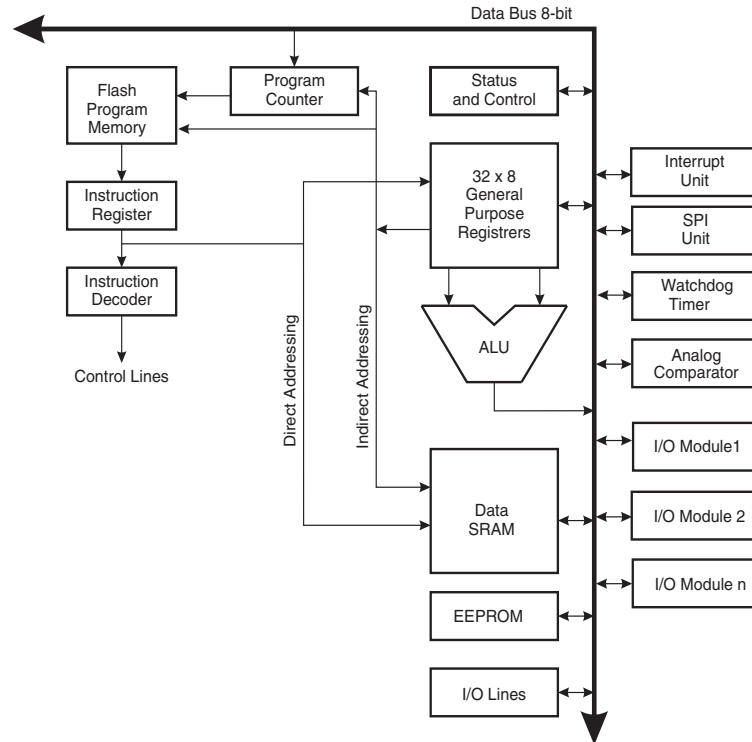 Data Bus 8-bit
Flash
Program
Memory
Program
Counter
Status
and Control
Instruction
Register
32 x 8
General
Purpose
Registrers
Interrupt
Unit
SPI
Unit
Instruction
Decoder
Watchdog
Timer
ALU
Analog
Comparator
Control Lines
Direct Addressing
Indirect Addressing
I/O Module1
Data
SRAM
I/O Module 2
I/O Module n
EEPROM
I/O Lines